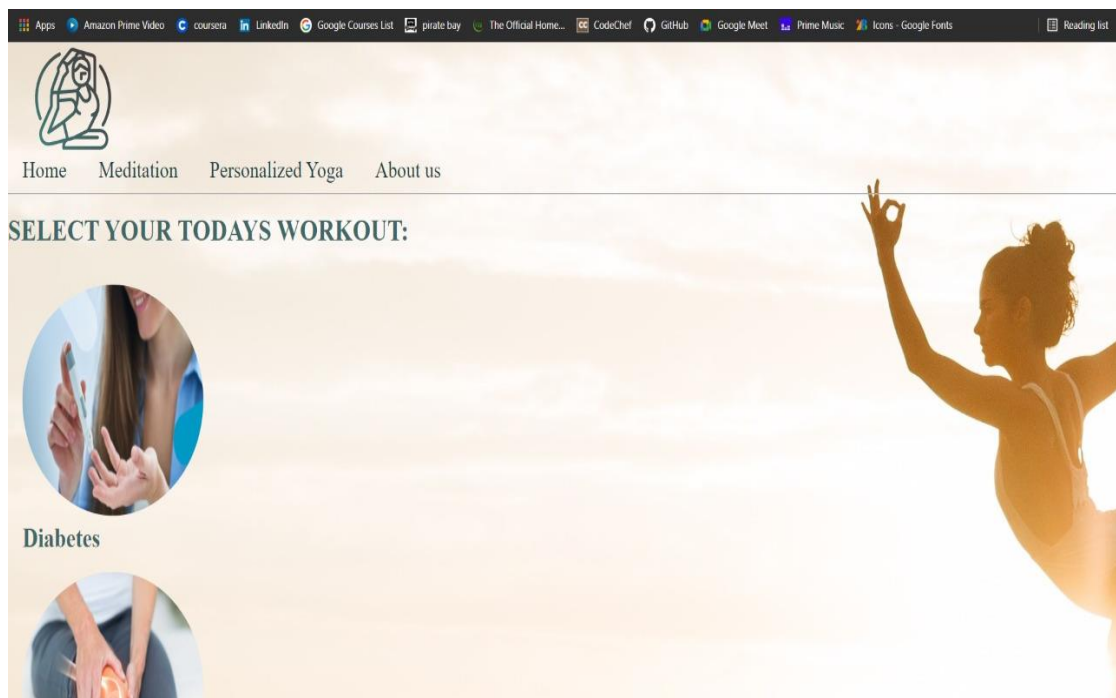 Apps Amazon Prime Video coursera LinkedIn Google Courses List pirate bay The Official Home... CodeChef GitHub Google Meet Prime Music Icons - Google Fonts Reading list
Home Meditation Personalized Yoga About us
SELECT YOUR TODAYS WORKOUT:
Diabetes